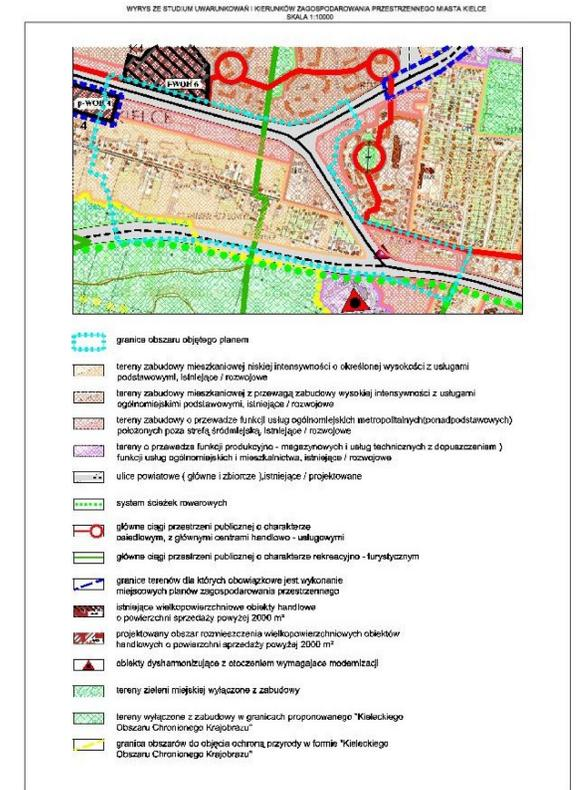 WYRYS ZE STUDIUM UWARUNKOWAŃ I KIERUNKÓW ZAGOSPODAROWANIA PRZESTRZENNEGO MIASTA KIELCE
SKALA 1:10000
E-WOH 6
p-WOH 4
4
granice obszaru objętego planem
tereny zabudowy mieszkaniowej niskiej intensywności o określonej wysokości z usługami
podstawowymi, istniejące / rozwojowe
tereny zabudowy mieszkaniowej z przewagą zabudowy wysokiej intensywności z usługami
ogólnomiejskimi podstawowymi, istniejące / rozwojowe
tereny zabudowy o przewadze funkcji usług ogólnomiejskich metropolitalnych(ponadpodstawowych)
położonych poza strefą śródmiejską, istniejące / rozwojowe
tereny o przewadze funkcji produkcyjno - magazynowych i usług technicznych z dopuszczeniem )
funkcji usług ogólnomiejskich i mieszkalnictwa, istniejące / rozwojowe
ulice powiatowe ( główne i zbiorcze ),istniejące / projektowane
system ścieżek rowerowych
główne ciągi przestrzeni publicznej o charakterze
osiedlowym, z głównymi centrami handlowo - usługowymi
główne ciągi przestrzeni publicznej o charakterze rekreacyjno - turystycznym
granice terenów dla których obowiązkowe jest wykonanie
miejscowych planów zagospodarowania przestrzennego
istniejące wielkopowierzchniowe obiekty handlowe
o powierzchni sprzedaży powyżej 2000 m²
projektowany obszar rozmieszczenia wielkopowierzchniowych obiektów
handlowych o powierzchni sprzedaży powyżej 2000 m²
obiekty dysharmonizujące z otoczeniem wymagające modernizacji
tereny zieleni miejskiej wyłączone z zabudowy
tereny wyłączone z zabudowy w granicach proponowanego "Kieleckiego
Obszaru Chronionego Krajobrazu"
granica obszarów do objęcia ochroną przyrody w formie "Kieleckiego
Obszaru Chronionego Krajobrazu"